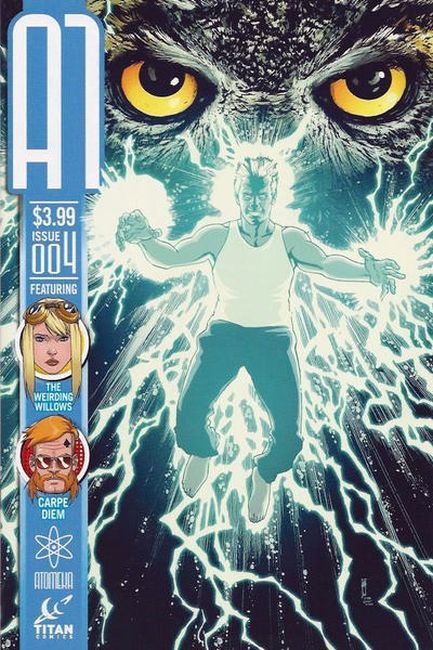 A1
$3.99
ISSUE
004
FEATURING
THE
WEIRDING
WILLOWS
CARPE
DIEM
ATOMEKA
TITAN
COMICS